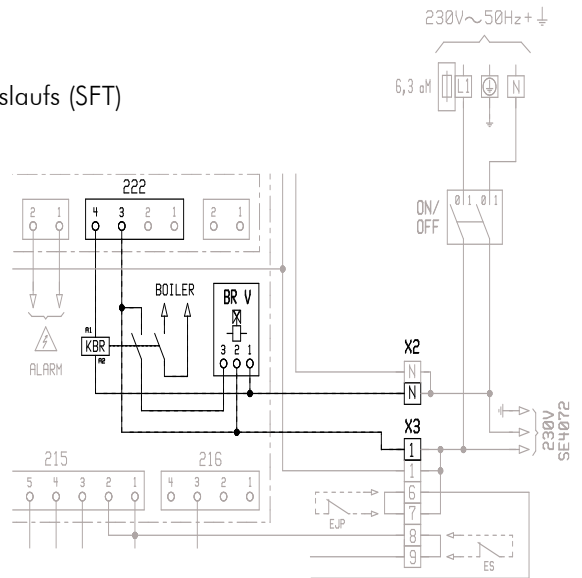 230V~50Hz+⏚
slaufs (SFT)
6,3 aM L1 N
222
2 1 4 3 2 1 2 1
ON/
OFF
0 1 0 1
BOILER
BR V
A1
KBR
A2
3 2 1
ALARM
X2
N
N
X3
1
1
230V
SE4072
215
216
5 4 3 2 1 4 3 2 1
6
7
EJP
8
9
ES